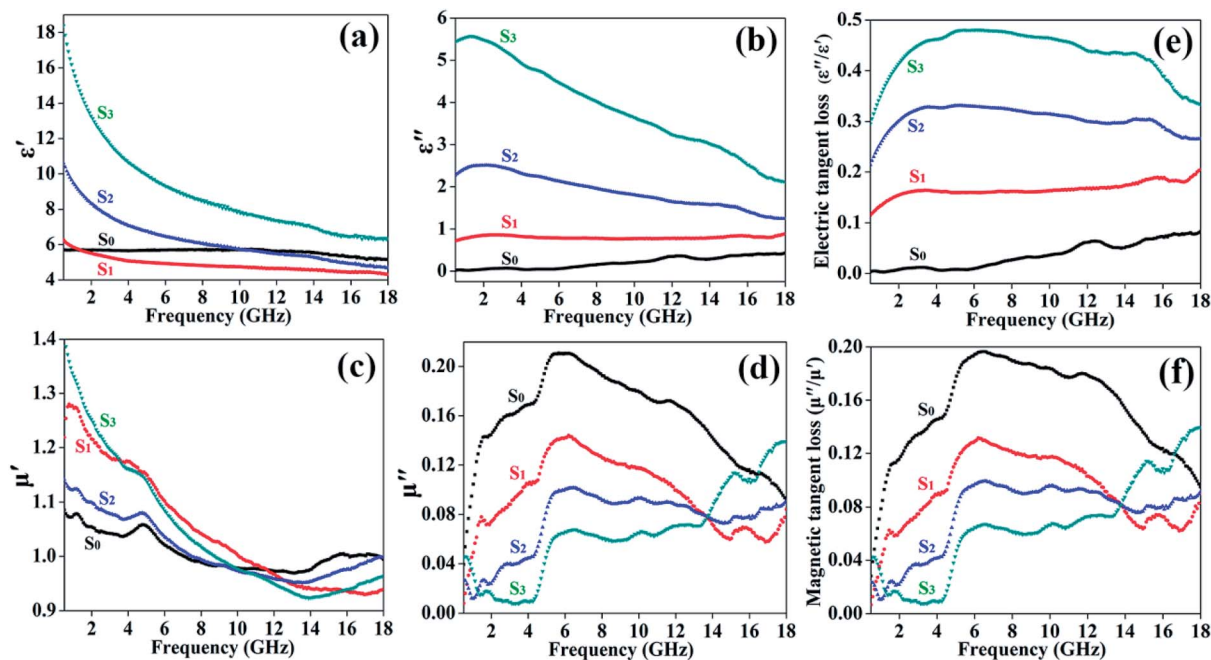 (a)
ε′
18
16
14
12
10
8
6
4
S3
S2
S0
S1
2 4 6 8 10 12 14 16 18
Frequency (GHz)
(b)
ε″
6
5
4
3
2
1
0
S3
S2
S1
S0
2 4 6 8 10 12 14 16 18
Frequency (GHz)
(e)
Electric tangent loss (ε″/ε′)
0.5
0.4
0.3
0.2
0.1
0.0
S3
S2
S1
S0
2 4 6 8 10 12 14 16 18
Frequency (GHz)
(c)
μ′
1.4
1.3
1.2
1.1
1.0
0.9
S3
S1
S2
S0
2 4 6 8 10 12 14 16 18
Frequency (GHz)
(d)
μ″
0.20
0.16
0.12
0.08
0.04
0.00
S0
S1
S2
S3
2 4 6 8 10 12 14 16 18
Frequency (GHz)
(f)
Magnetic tangent loss (μ″/μ′)
0.20
0.16
0.12
0.08
0.04
0.00
S0
S1
S2
S3
2 4 6 8 10 12 14 16 18
Frequency (GHz)